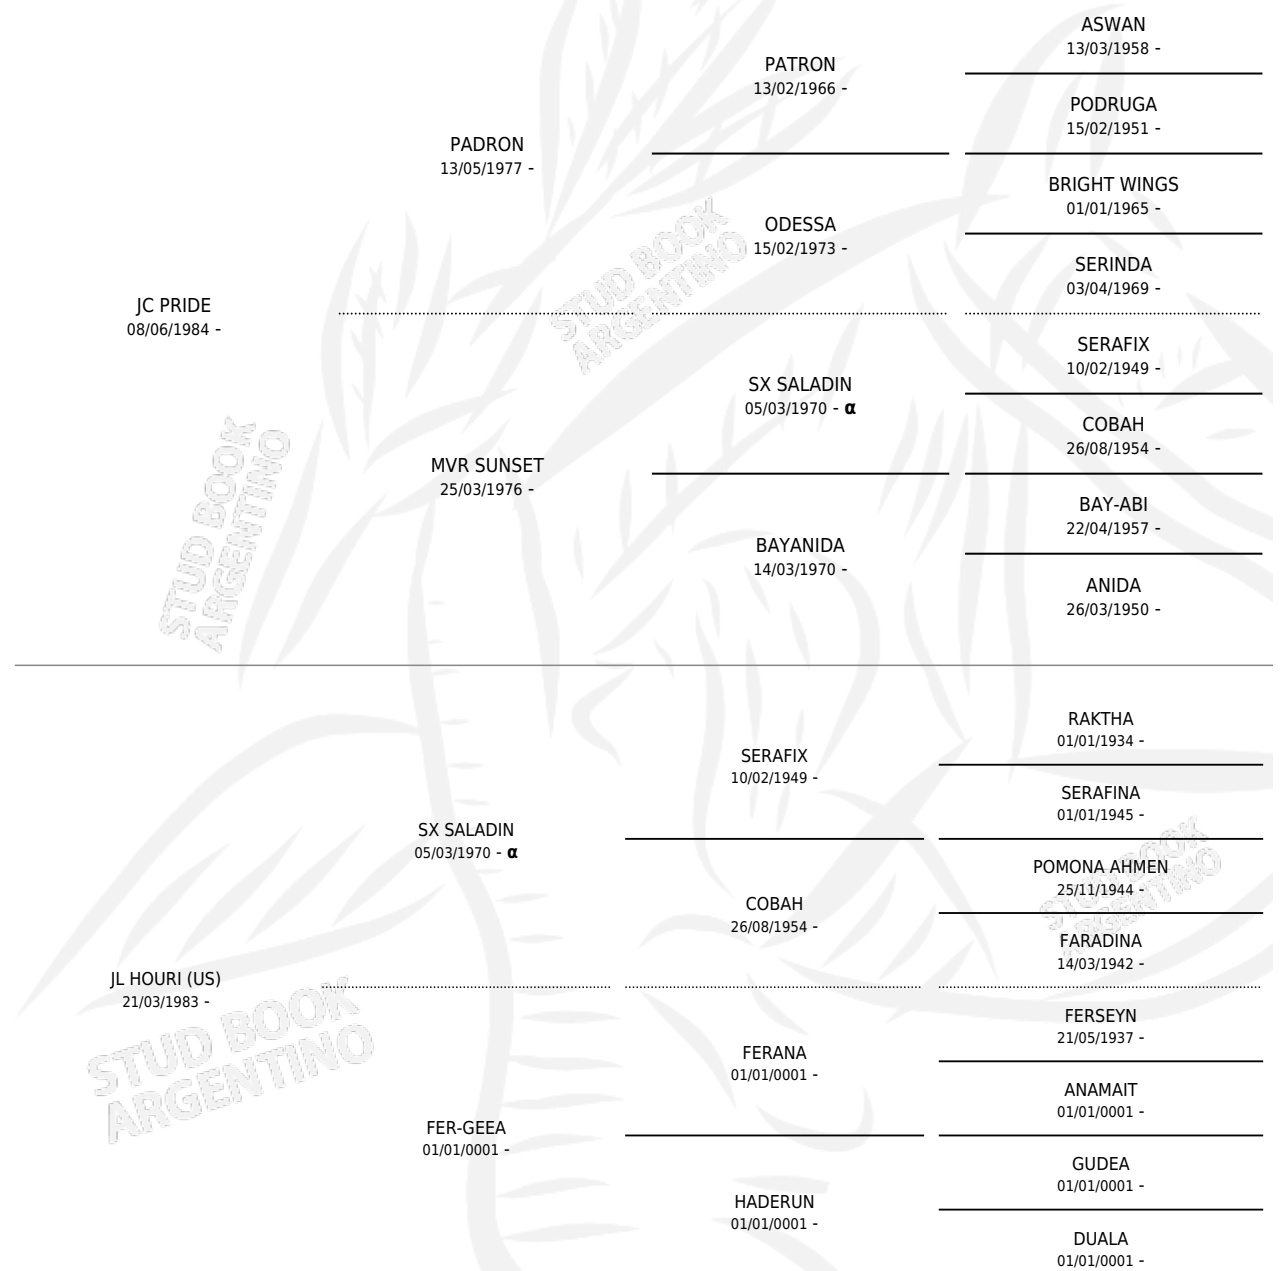 ASWAN
13/03/1958 -
PATRON
13/02/1966 -
PODRUGA
15/02/1951 -
PADRON
13/05/1977 -
BRIGHT WINGS
01/01/1965 -
ODESSA
15/02/1973 -
SERINDA
03/04/1969 -
JC PRIDE
08/06/1984 -
SERAFIX
10/02/1949 -
SX SALADIN
05/03/1970 - α
COBAH
26/08/1954 -
MVR SUNSET
25/03/1976 -
BAY-ABI
22/04/1957 -
BAYANIDA
14/03/1970 -
ANIDA
26/03/1950 -
RAKTHA
01/01/1934 -
SERAFIX
10/02/1949 -
SERAFINA
01/01/1945 -
SX SALADIN
05/03/1970 - α
POMONA AHMEN
25/11/1944 -
COBAH
26/08/1954 -
FARADINA
14/03/1942 -
JL HOURI (US)
21/03/1983 -
FERSEYN
21/05/1937 -
FERANA
01/01/0001 -
ANAMAIT
01/01/0001 -
FER-GEEA
01/01/0001 -
GUDEA
01/01/0001 -
HADERUN
01/01/0001 -
DUALA
01/01/0001 -
STUD BOOK
ARGENTINO
STUD BOOK
ARGENTINO
STUD BOOK
ARGENTINO
STUD BOOK
ARGENTINO